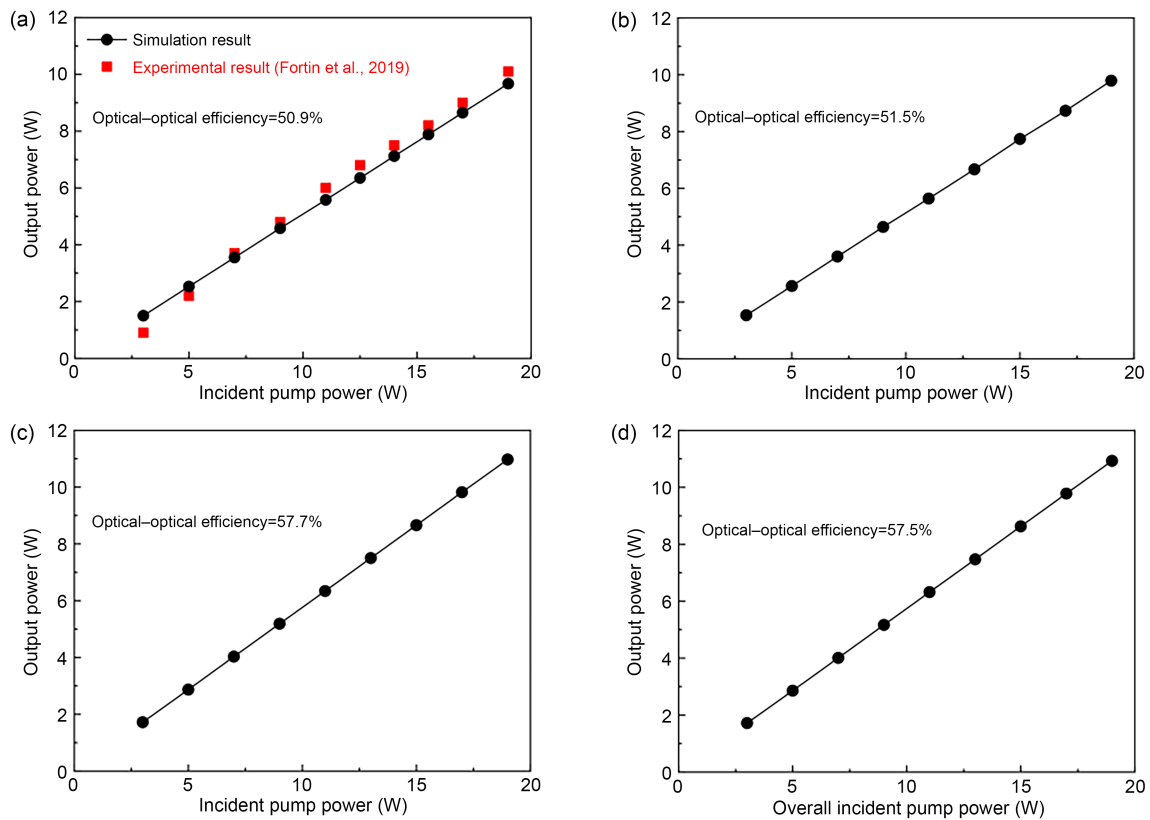 (a)
12
10
8
6
4
2
0
Output power (W)
Simulation result
Experimental result (Fortin et al., 2019)
Optical–optical efficiency=50.9%
0 5 10 15 20
Incident pump power (W)
(b)
12
10
8
6
4
2
0
Output power (W)
Optical–optical efficiency=51.5%
0 5 10 15 20
Incident pump power (W)
(c)
12
10
8
6
4
2
0
Output power (W)
Optical–optical efficiency=57.7%
0 5 10 15 20
Incident pump power (W)
(d)
12
10
8
6
4
2
0
Output power (W)
Optical–optical efficiency=57.5%
0 5 10 15 20
Overall incident pump power (W)